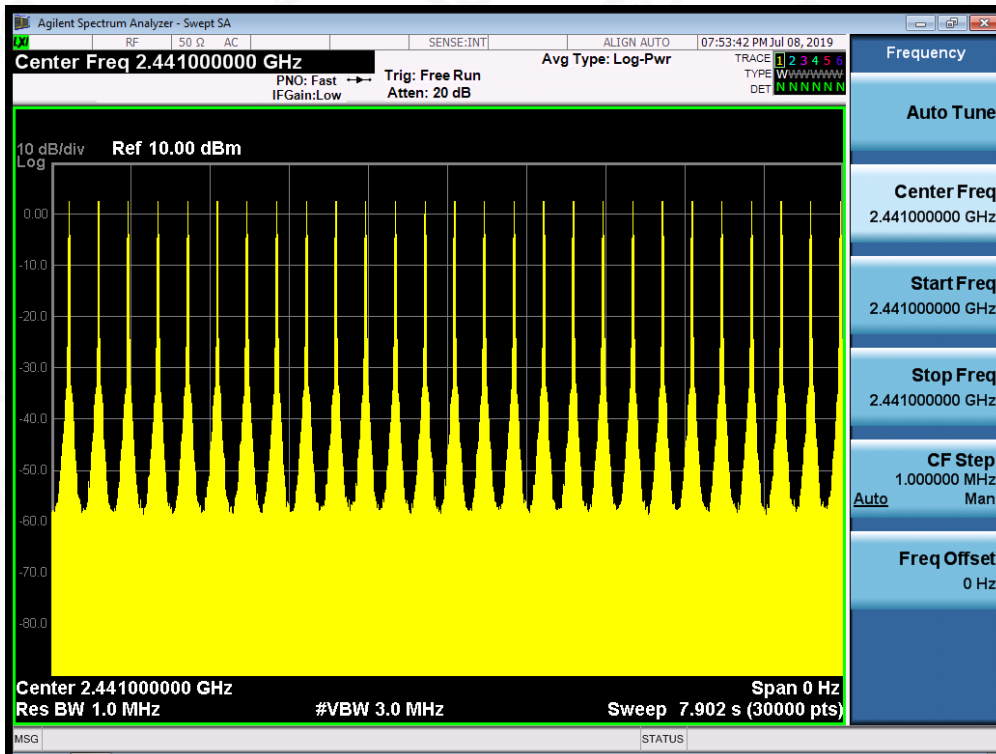 Agilent Spectrum Analyzer - Swept SA
LXI RF 50 Ω AC SENSE:INT ALIGN AUTO 07:53:42 PM Jul 08, 2019
Center Freq 2.441000000 GHz
PNO: Fast
IFGain:Low
Trig: Free Run
Atten: 20 dB
Avg Type: Log-Pwr
TRACE 1 2 3 4 5 6
TYPE W
DET N N N N N N
10 dB/div
Log
Ref 10.00 dBm
0.00
-10.0
-20.0
-30.0
-40.0
-50.0
-60.0
-70.0
-80.0
Center 2.441000000 GHz
Span 0 Hz
Res BW 1.0 MHz
#VBW 3.0 MHz
Sweep 7.902 s (30000 pts)
MSG
STATUS
Frequency
Auto Tune
Center Freq
2.441000000 GHz
Start Freq
2.441000000 GHz
Stop Freq
2.441000000 GHz
CF Step
1.000000 MHz
Auto Man
Freq Offset
0 Hz